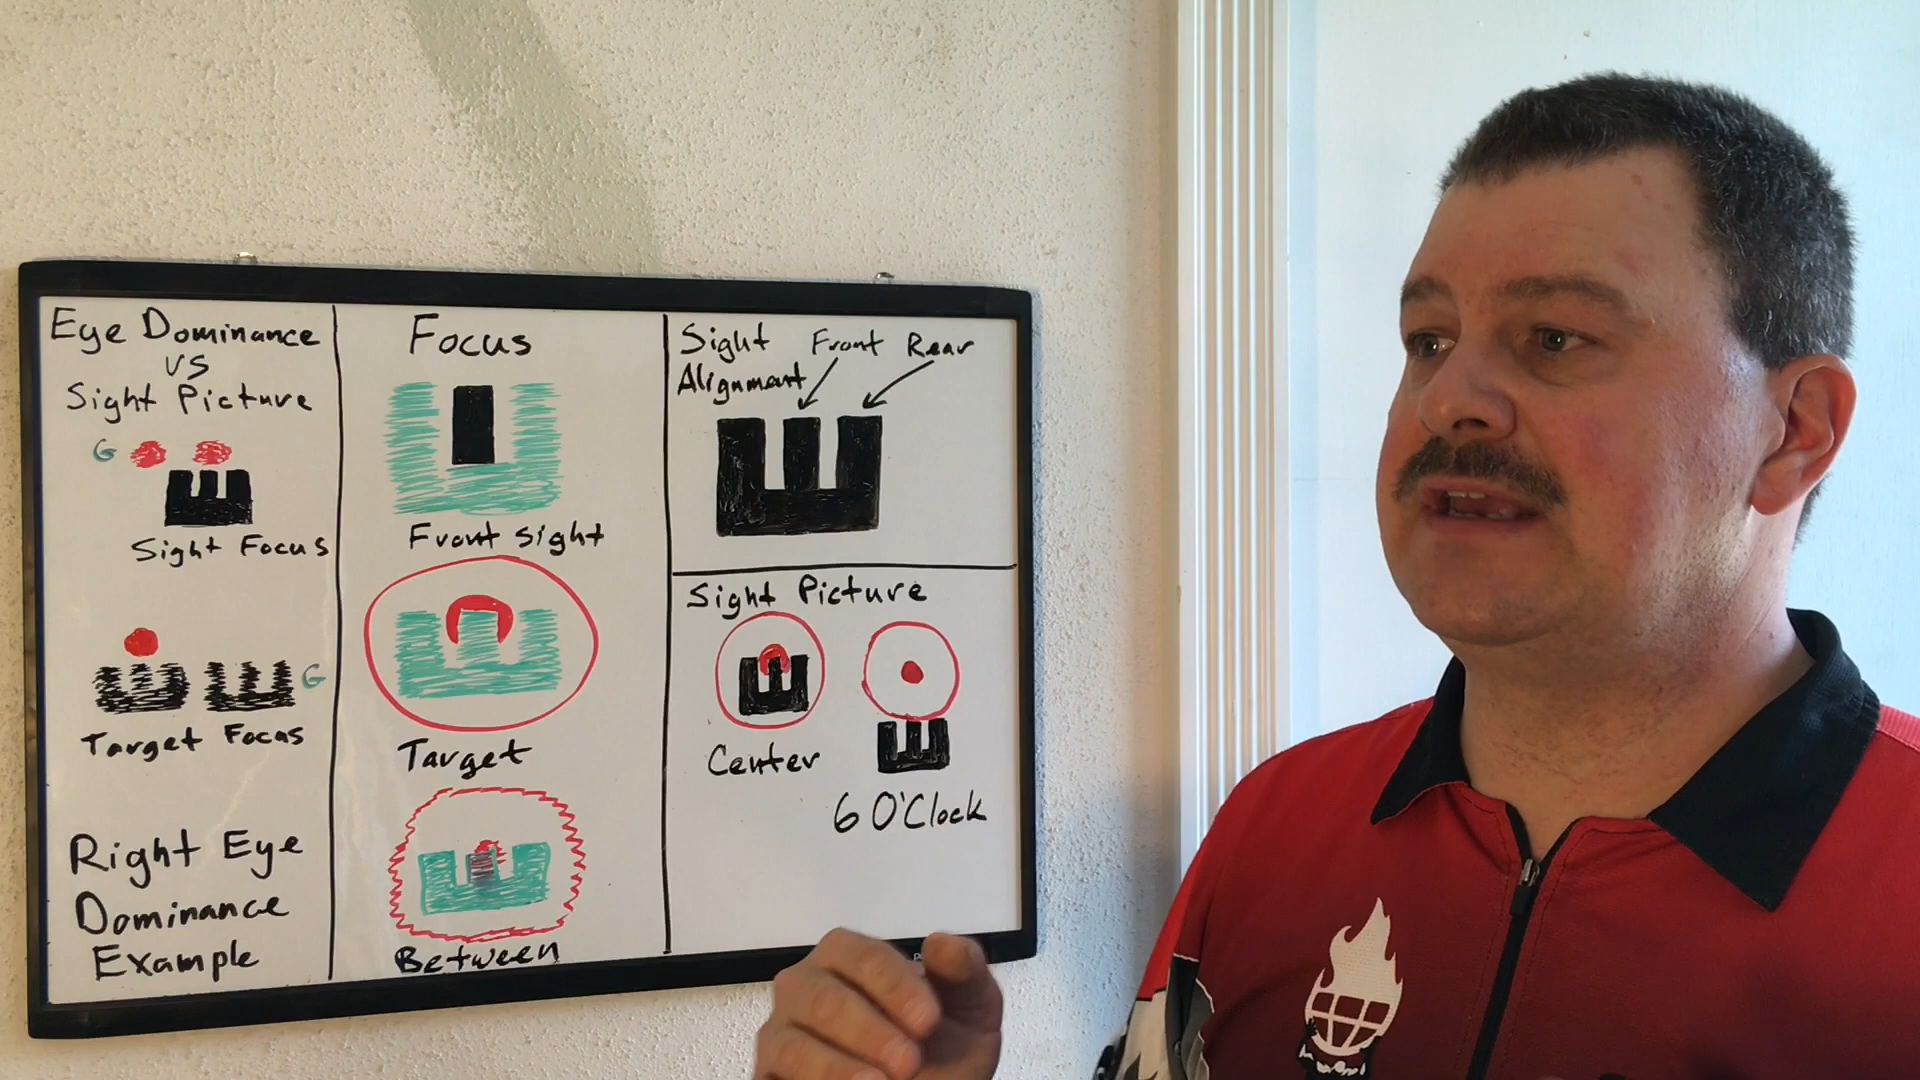 Eye Dominance
VS
Sight Picture
G
Sight Focus
G
Target Focus
Right Eye
Dominance
Example
Focus
Front Sight
Target
Between
Sight
Alignment
Front
Rear
Sight Picture
Center
6 O'Clock